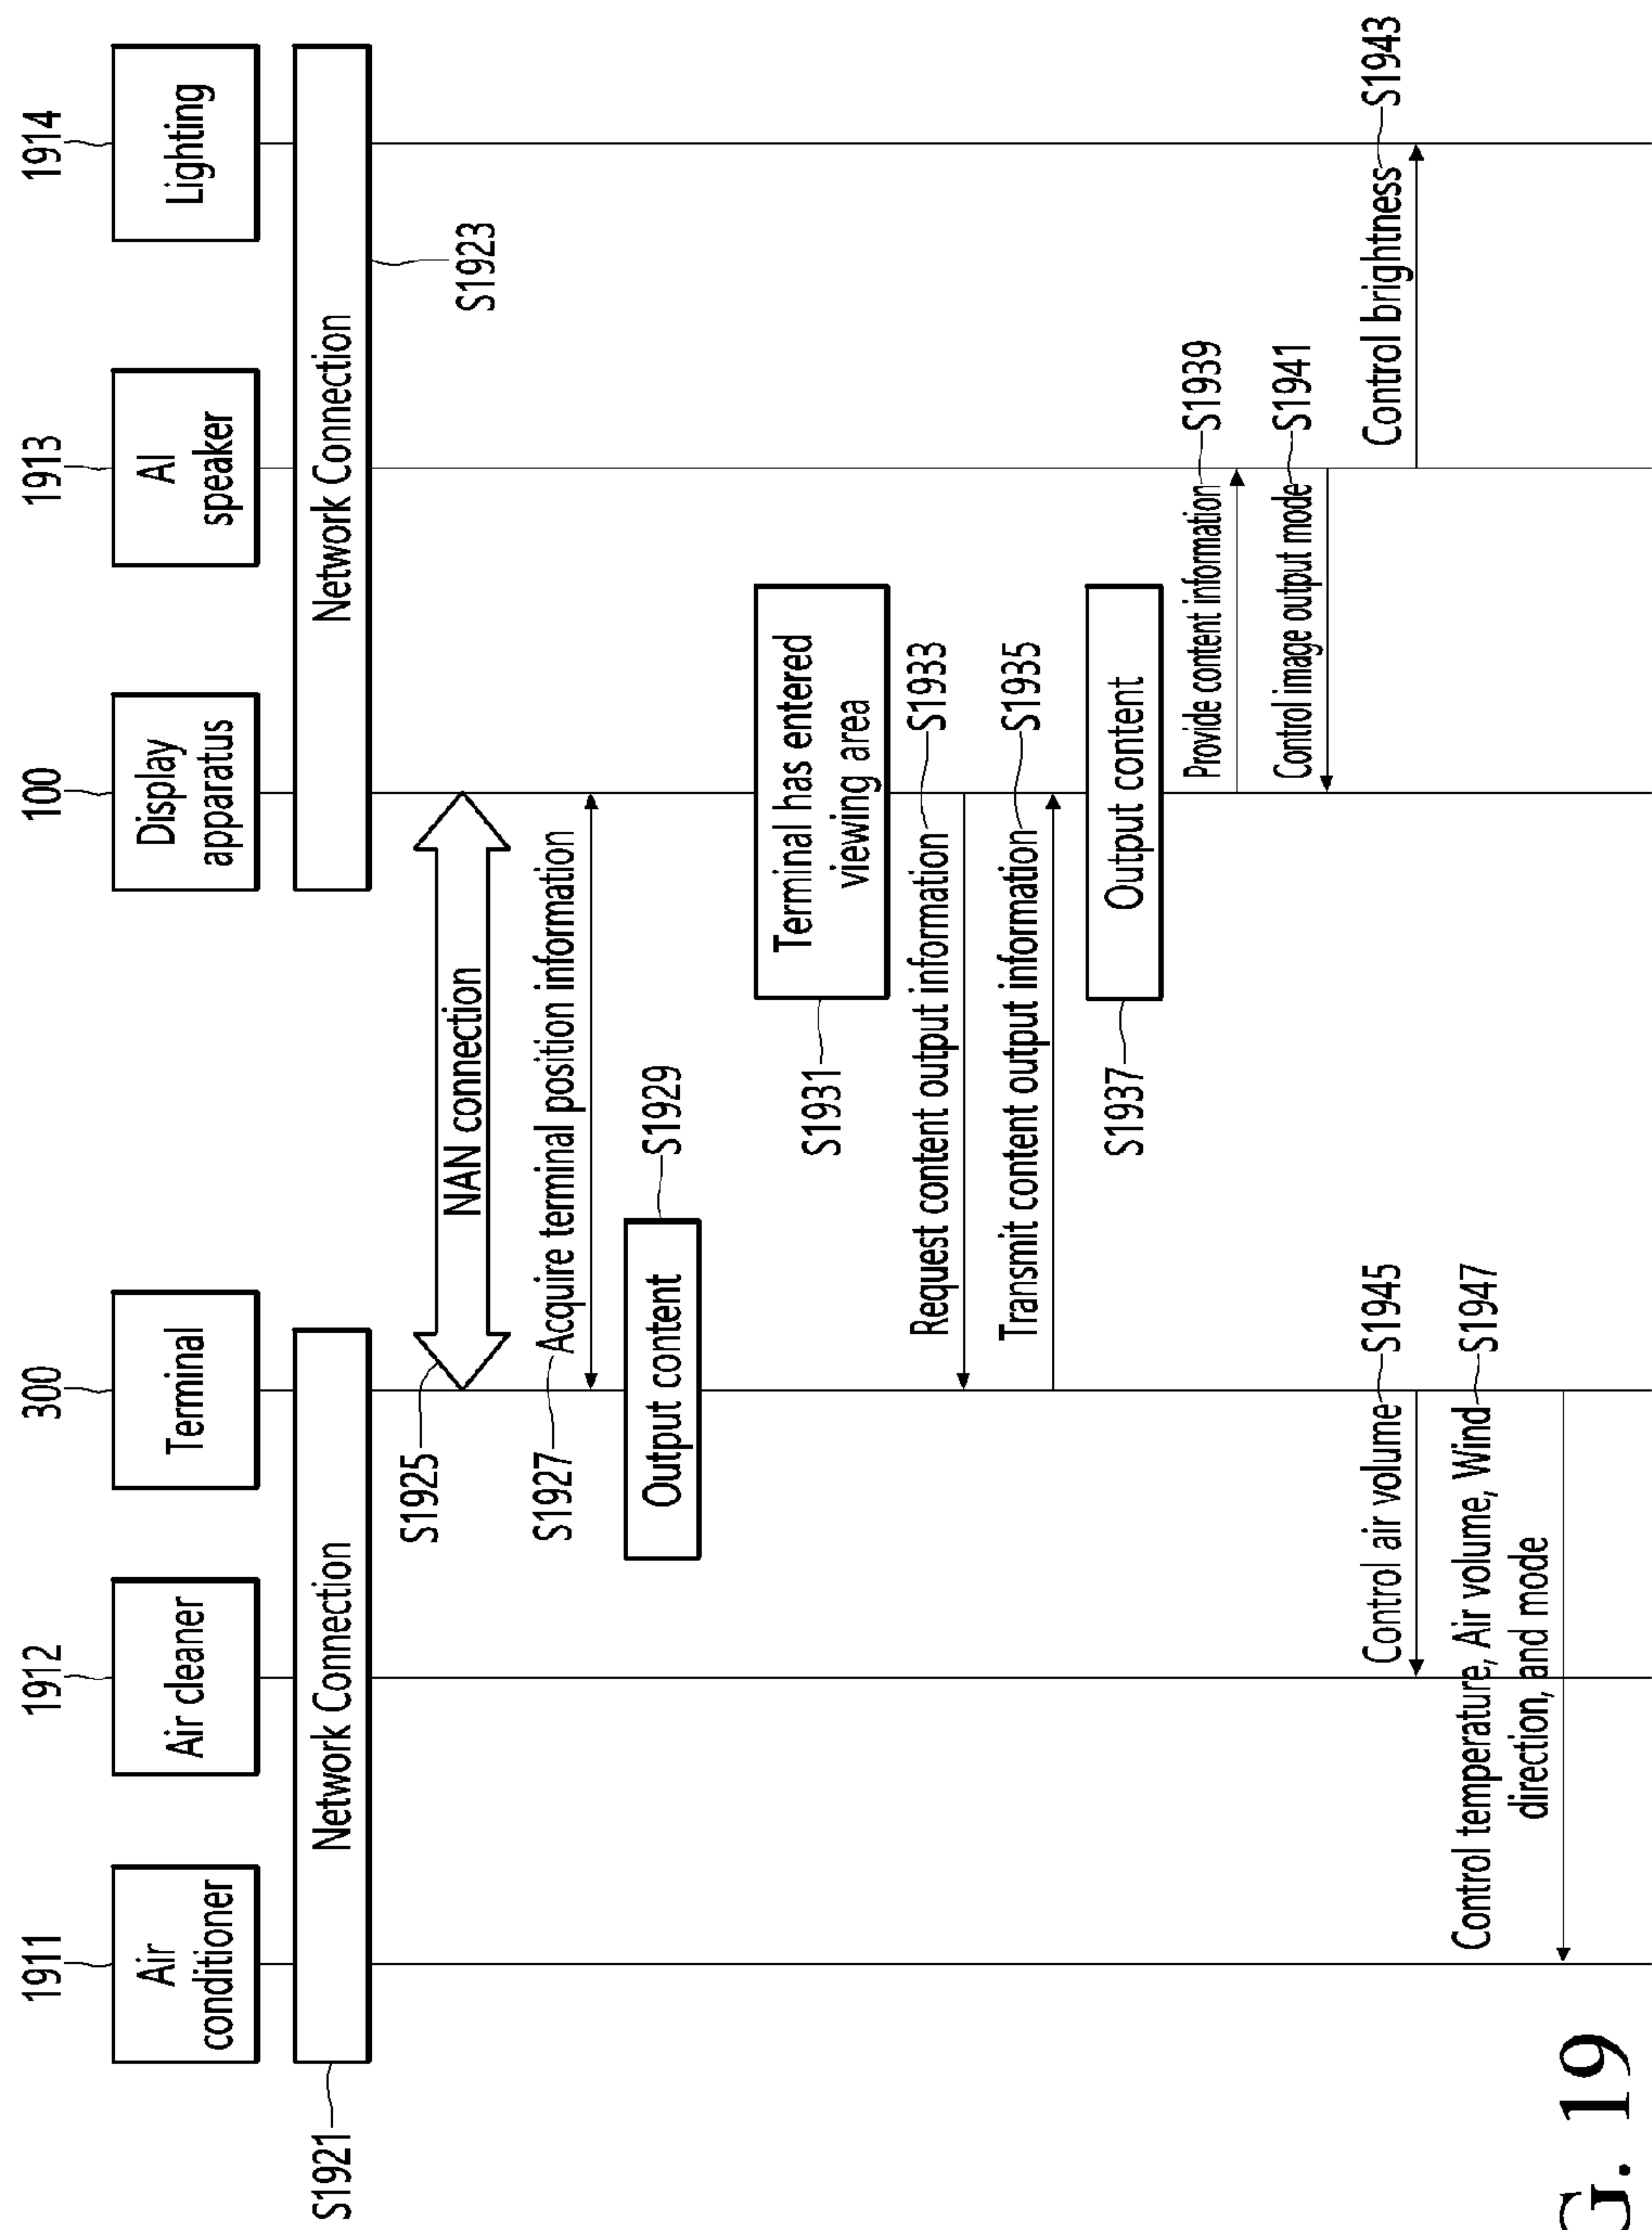 1911
1912
300
100
1913
1914
Air
conditioner
Air cleaner
Terminal
Display
apparatus
AI
speaker
Lighting
S1921
Network Connection
Network Connection
S1923
S1925
NAN connection
S1927
Acquire terminal position information
Output content
S1929
Terminal has entered
viewing area
S1931
Request content output information
S1933
Transmit content output information
S1935
Output content
S1937
Provide content information
S1939
Control image output mode
S1941
Control brightness
S1943
Control air volume
S1945
Control temperature, Air volume, Wind
direction, and mode
S1947
G. 19